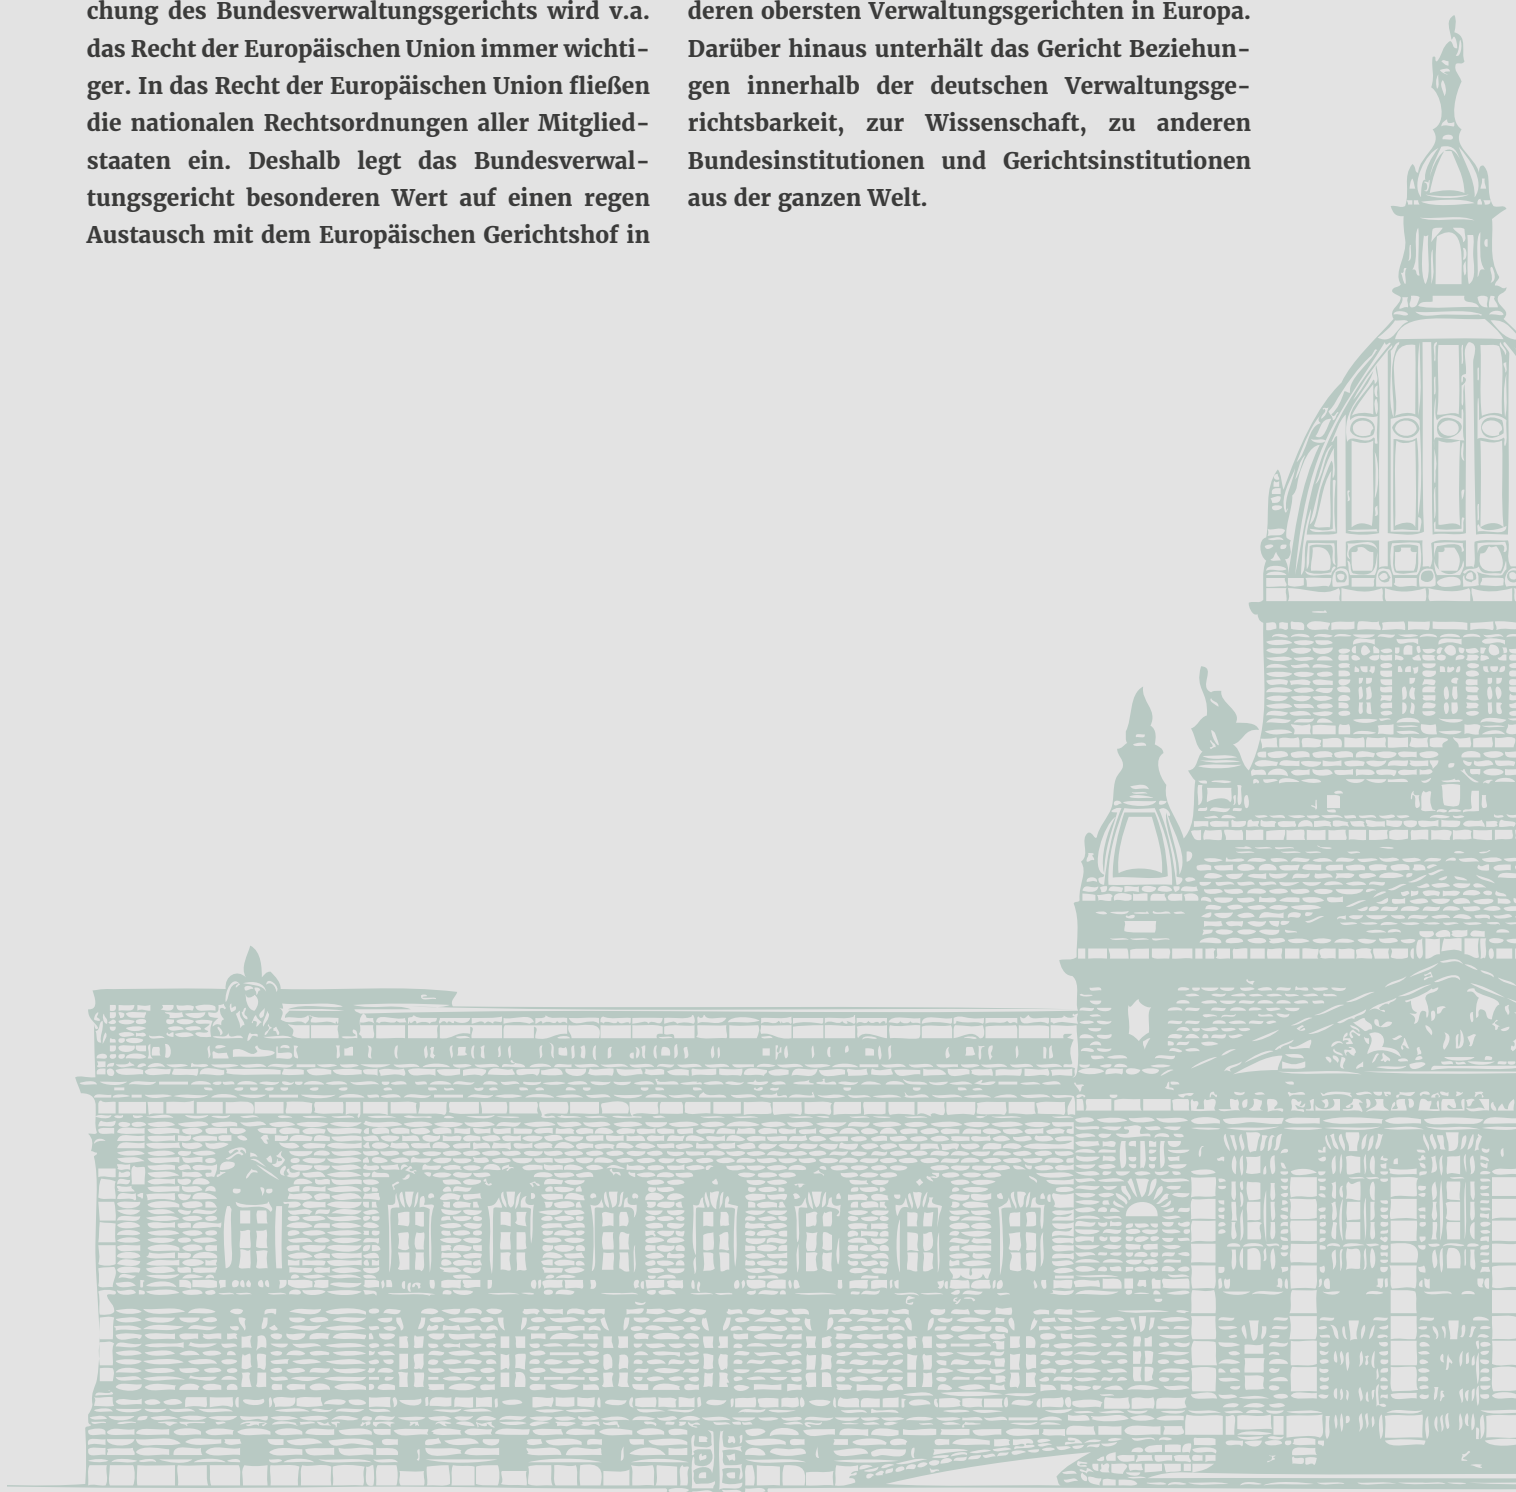 chung des Bundesverwaltungsgerichts wird v.a.
das Recht der Europäischen Union immer wichti-
ger. In das Recht der Europäischen Union fließen
die nationalen Rechtsordnungen aller Mitglied-
staaten ein. Deshalb legt das Bundesverwal-
tungsgericht besonderen Wert auf einen regen
Austausch mit dem Europäischen Gerichtshof in
deren obersten Verwaltungsgerichten in Europa.
Darüber hinaus unterhält das Gericht Beziehun-
gen innerhalb der deutschen Verwaltungsge-
richtsbarkeit, zur Wissenschaft, zu anderen
Bundesinstitutionen und Gerichtsinstitutionen
aus der ganzen Welt.